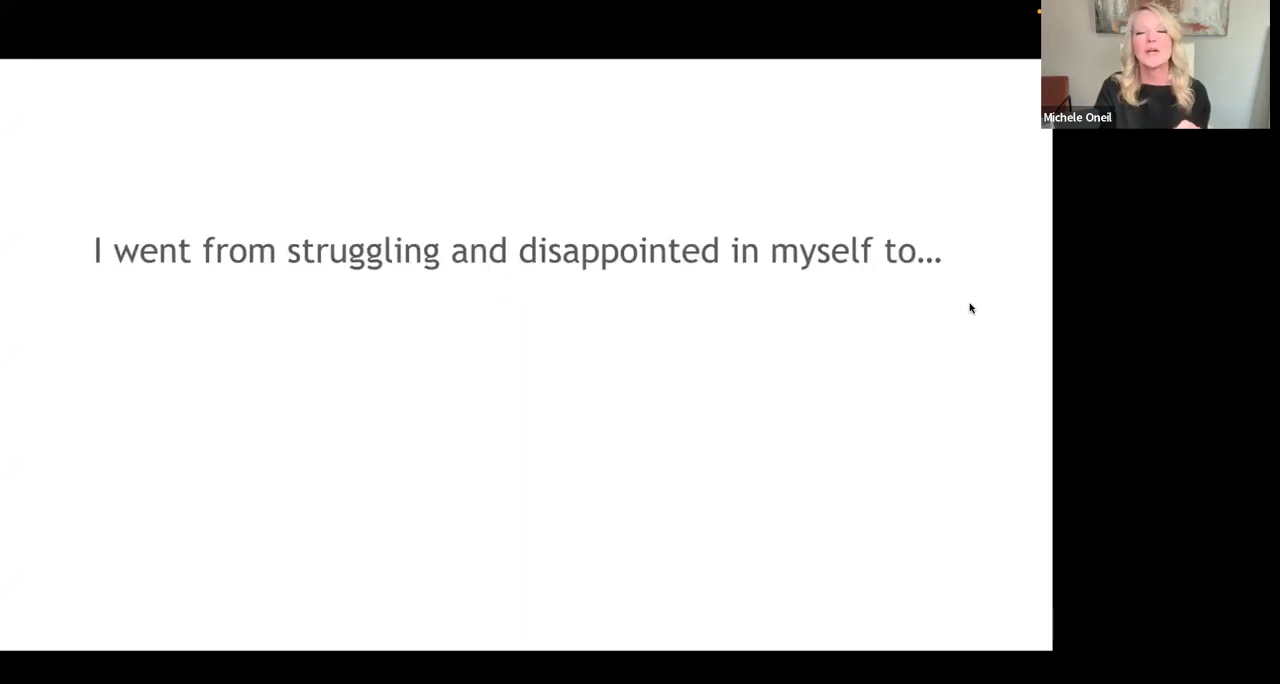 Michele Oneil
I went from struggling and disappointed in myself to...